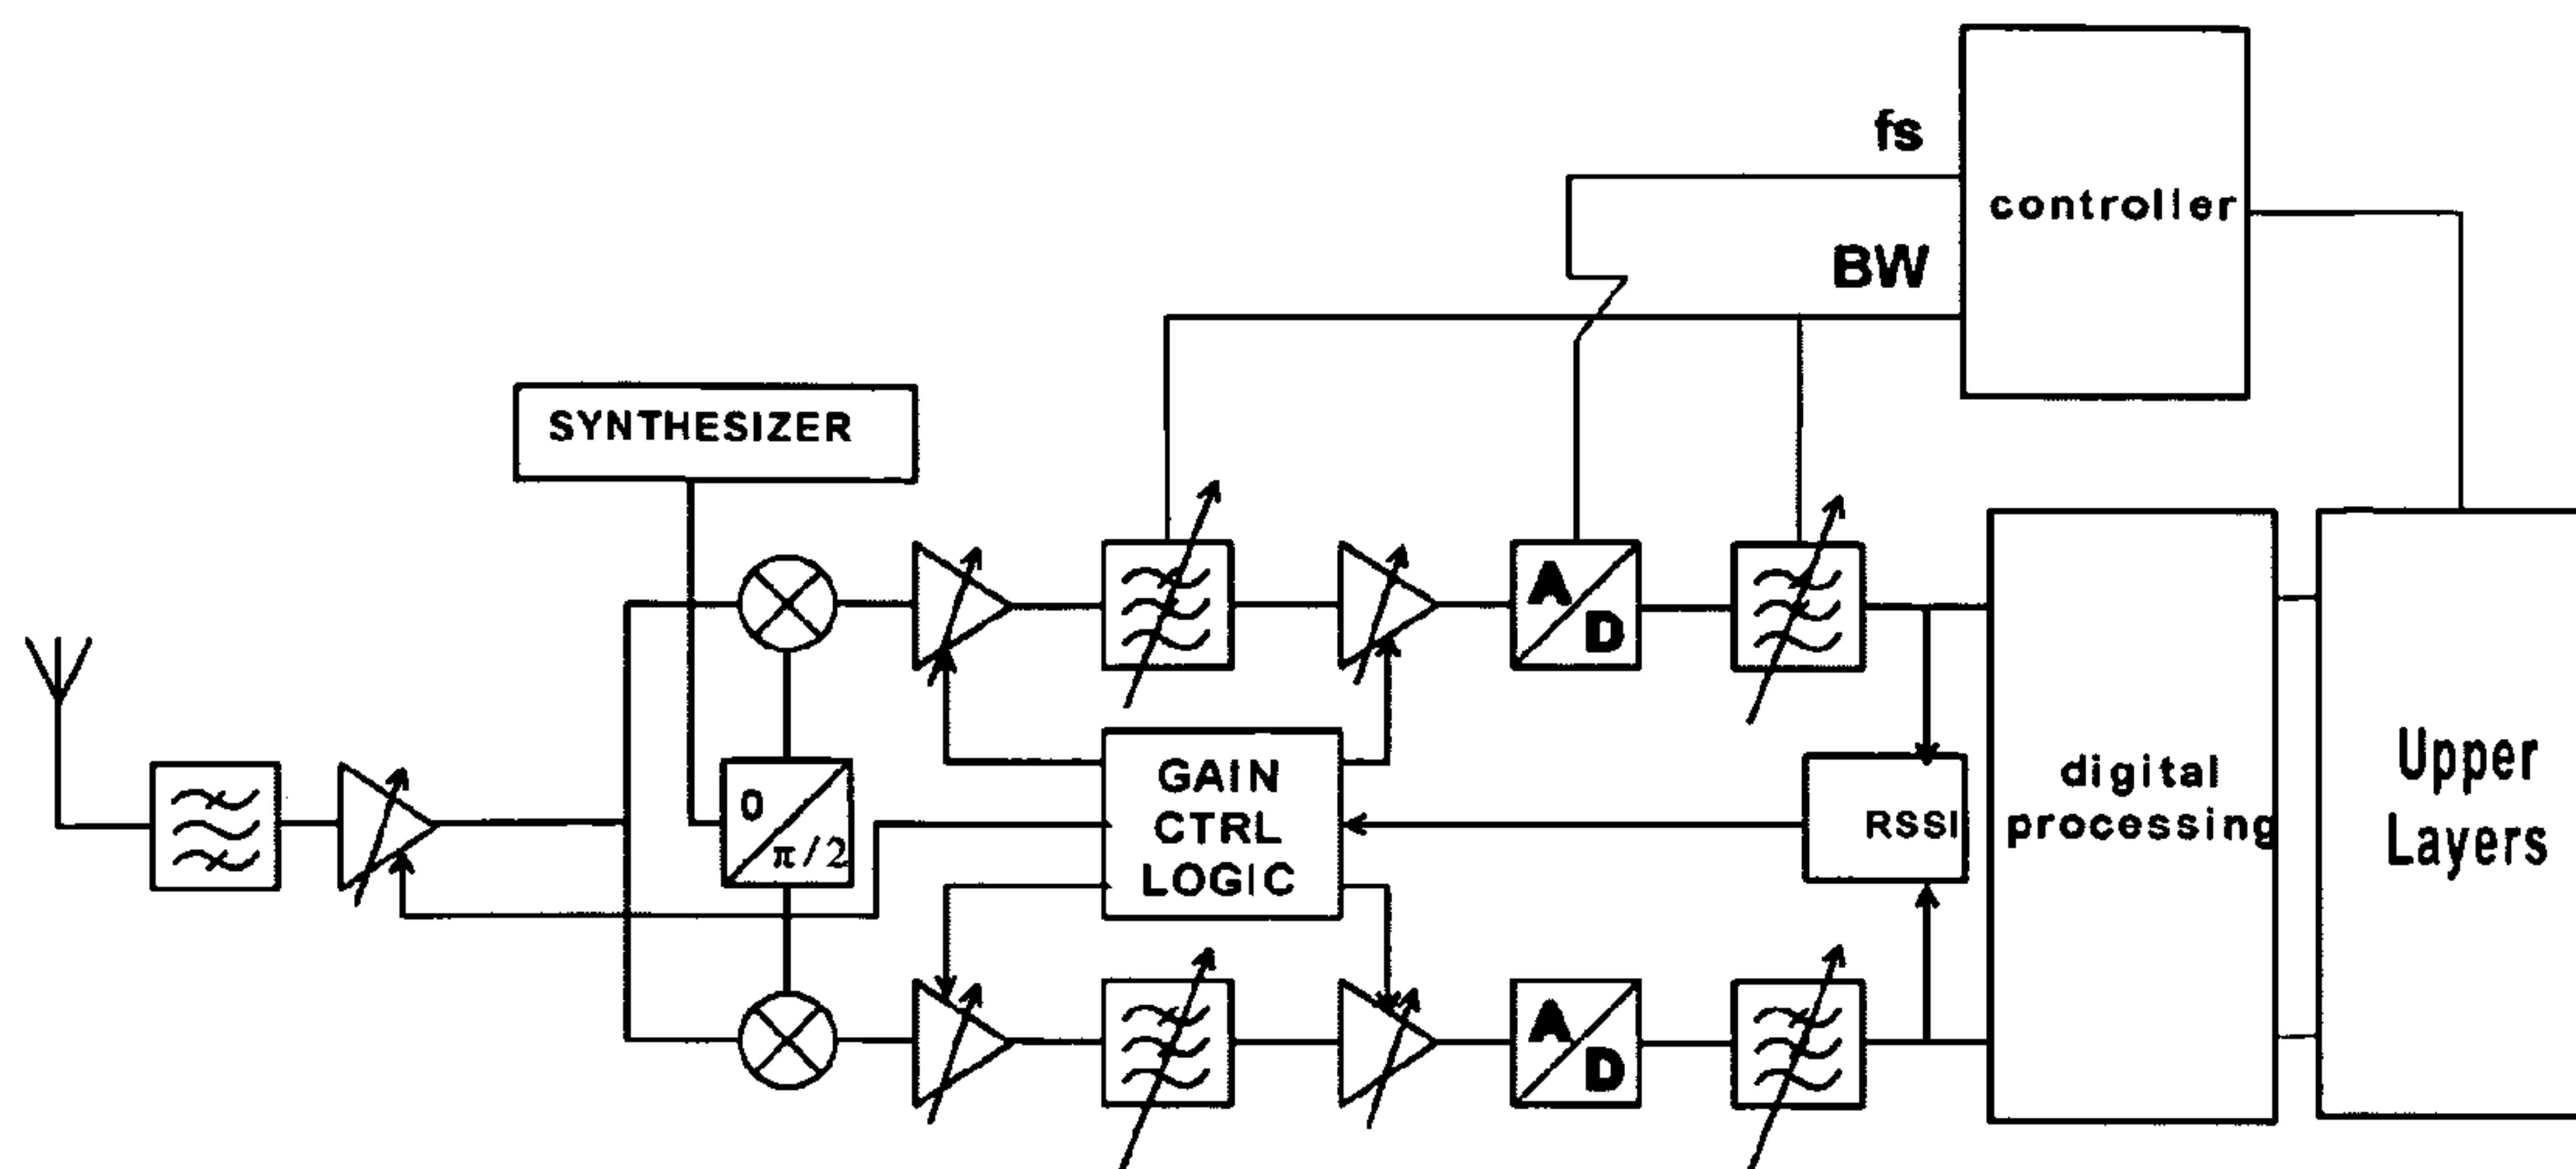 fs
controller
BW
SYNTHESIZER
A
D
0
π/2
GAIN
CTRL
LOGIC
RSSI
digital
processing
Upper
Layers
A
D